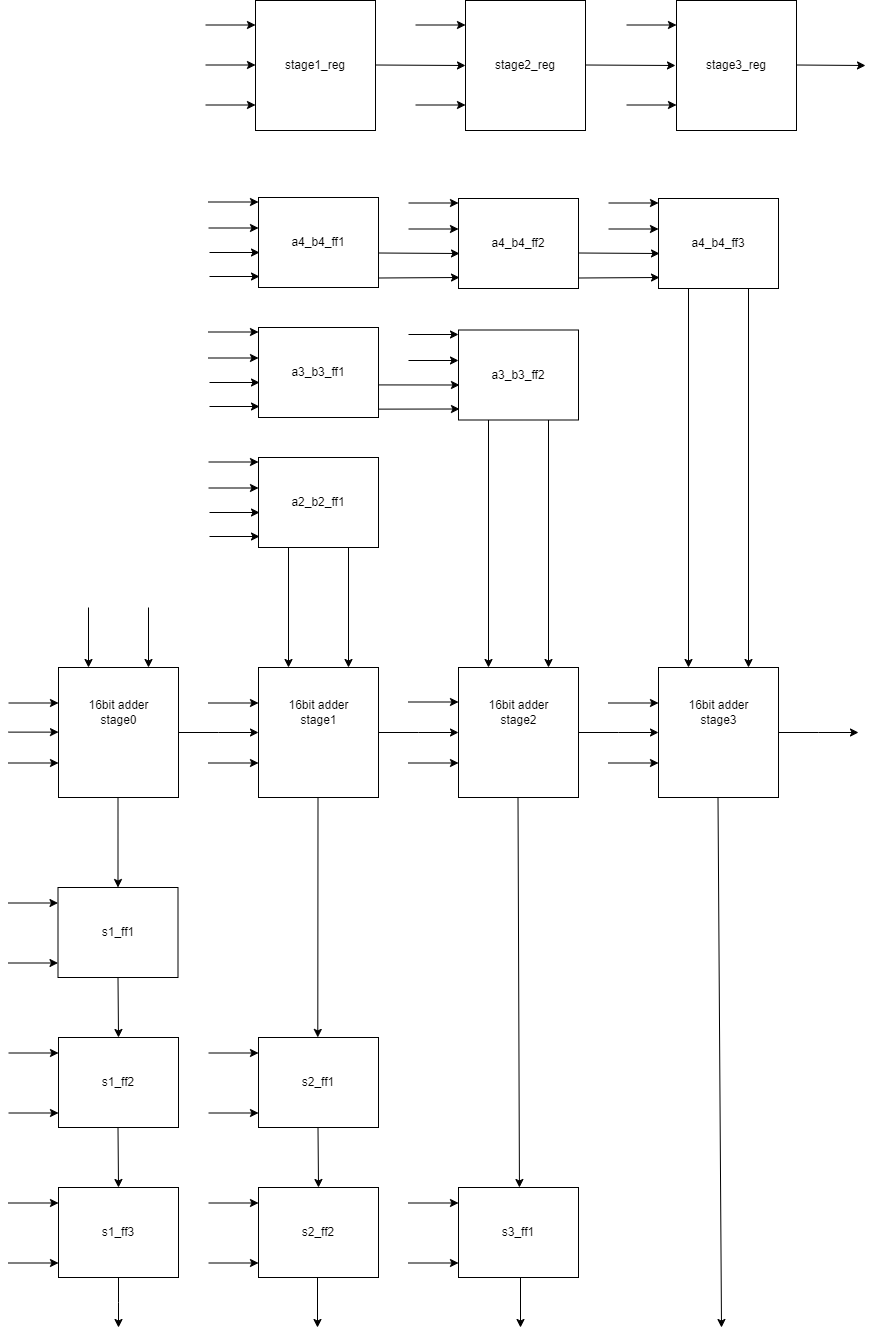 stage1_reg
stage2_reg
stage3_reg
a4_b4_ff1
a4_b4_ff2
a4_b4_ff3
a3_b3_ff1
a3_b3_ff2
a2_b2_ff1
16bit adder
stage0
16bit adder
stage1
16bit adder
stage2
16bit adder
stage3
s1_ff1
s1_ff2
s2_ff1
s1_ff3
s2_ff2
s3_ff1